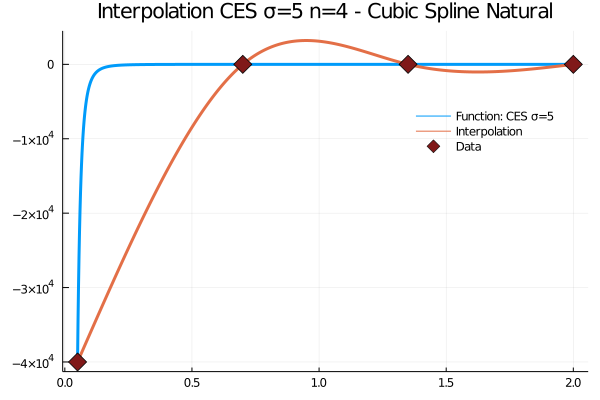 Interpolation CES σ=5 n=4 - Cubic Spline Natural
0
−1×10⁴
−2×10⁴
−3×10⁴
−4×10⁴
Function: CES σ=5
Interpolation
Data
0.0 0.5 1.0 1.5 2.0